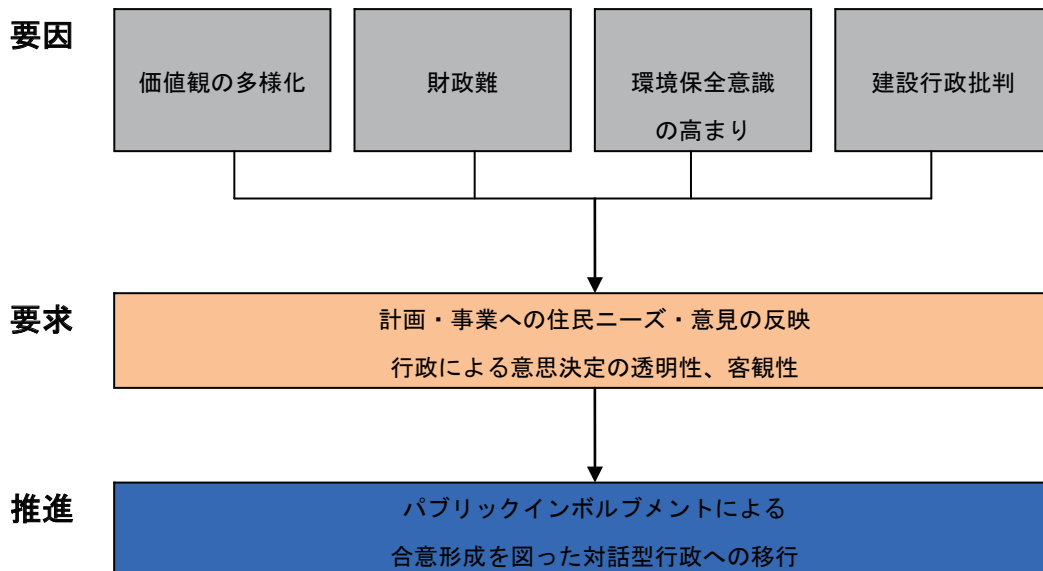 要因
価値観の多様化
財政難
環境保全意識
の高まり
建設行政批判
要求
計画・事業への住民ニーズ・意見の反映
行政による意思決定の透明性、客観性
推進
パブリックインボルブメントによる
合意形成を図った対話型行政への移行